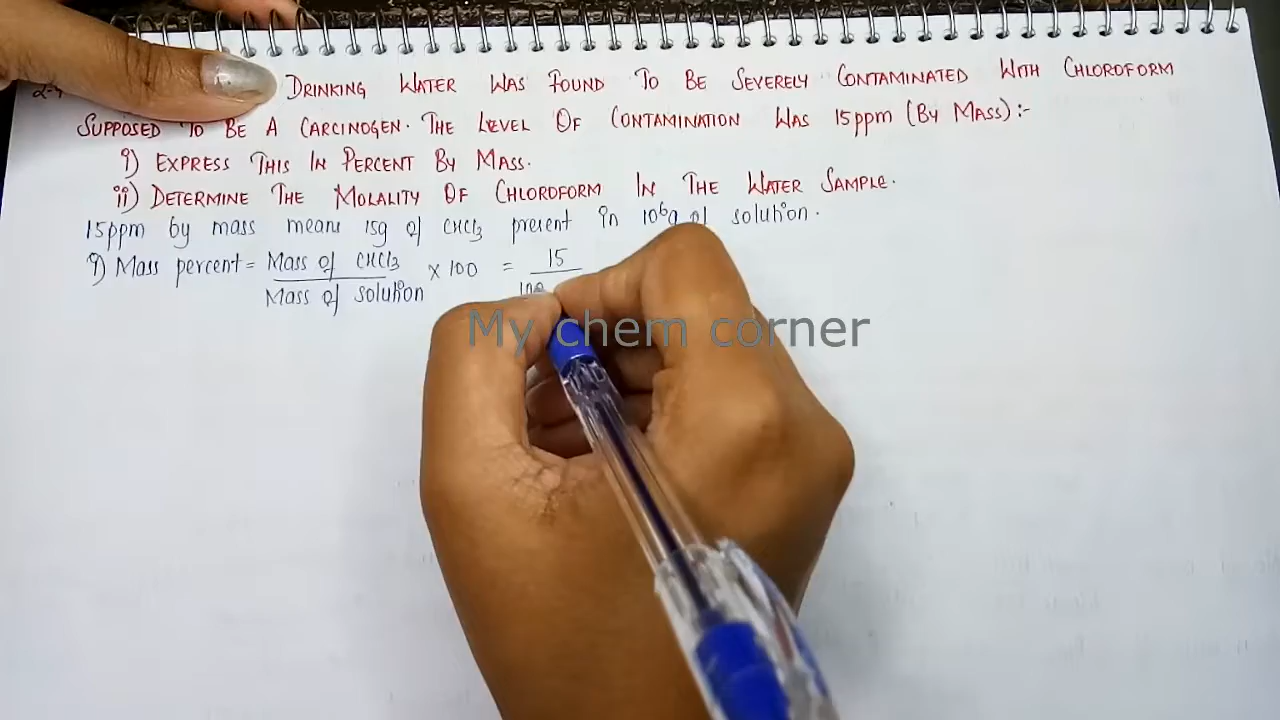 DRINKING WATER WAS FOUND TO BE SEVERELY CONTAMINATED WITH CHLOROFORM
SUPPOSED TO BE A CARCINOGEN. THE LEVEL OF CONTAMINATION WAS 15ppm (BY MASS):-
i) EXPRESS THIS IN PERCENT BY MASS.
ii) DETERMINE THE MOLALITY OF CHLOROFORM IN THE WATER SAMPLE.
15ppm by mass means 15g of CHCl₃ present in 10⁶g of solution.
i) Mass percent = Mass of CHCl₃ / Mass of solution × 100 = 15 / 100
My chem corner